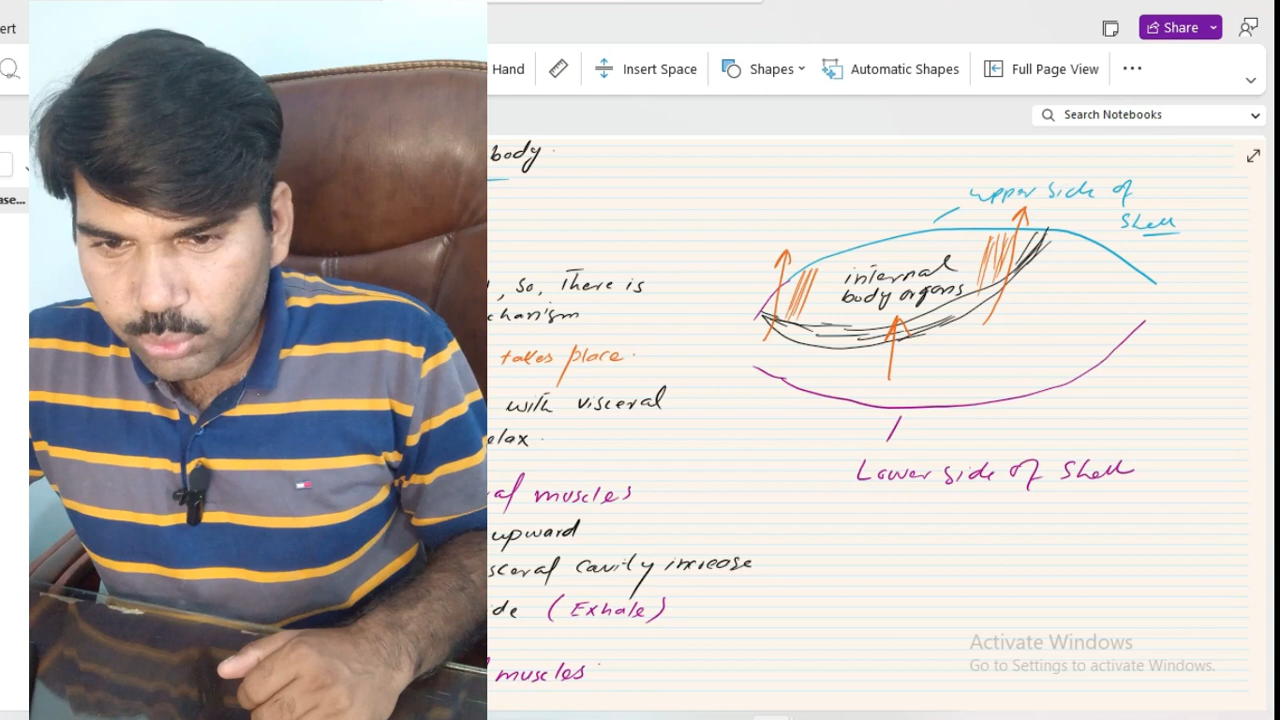 ert
Share
Hand
Insert Space
Shapes
Automatic Shapes
Full Page View
Search Notebooks
ase...
body.
upper side of
shell
, so, There is
chanism
internal
body organs
takes place.
with visceral
elax.
Lower side of shell
al muscles
upward
sceral cavity increase
de (Exhale)
muscles
Activate Windows
Go to Settings to activate Windows.